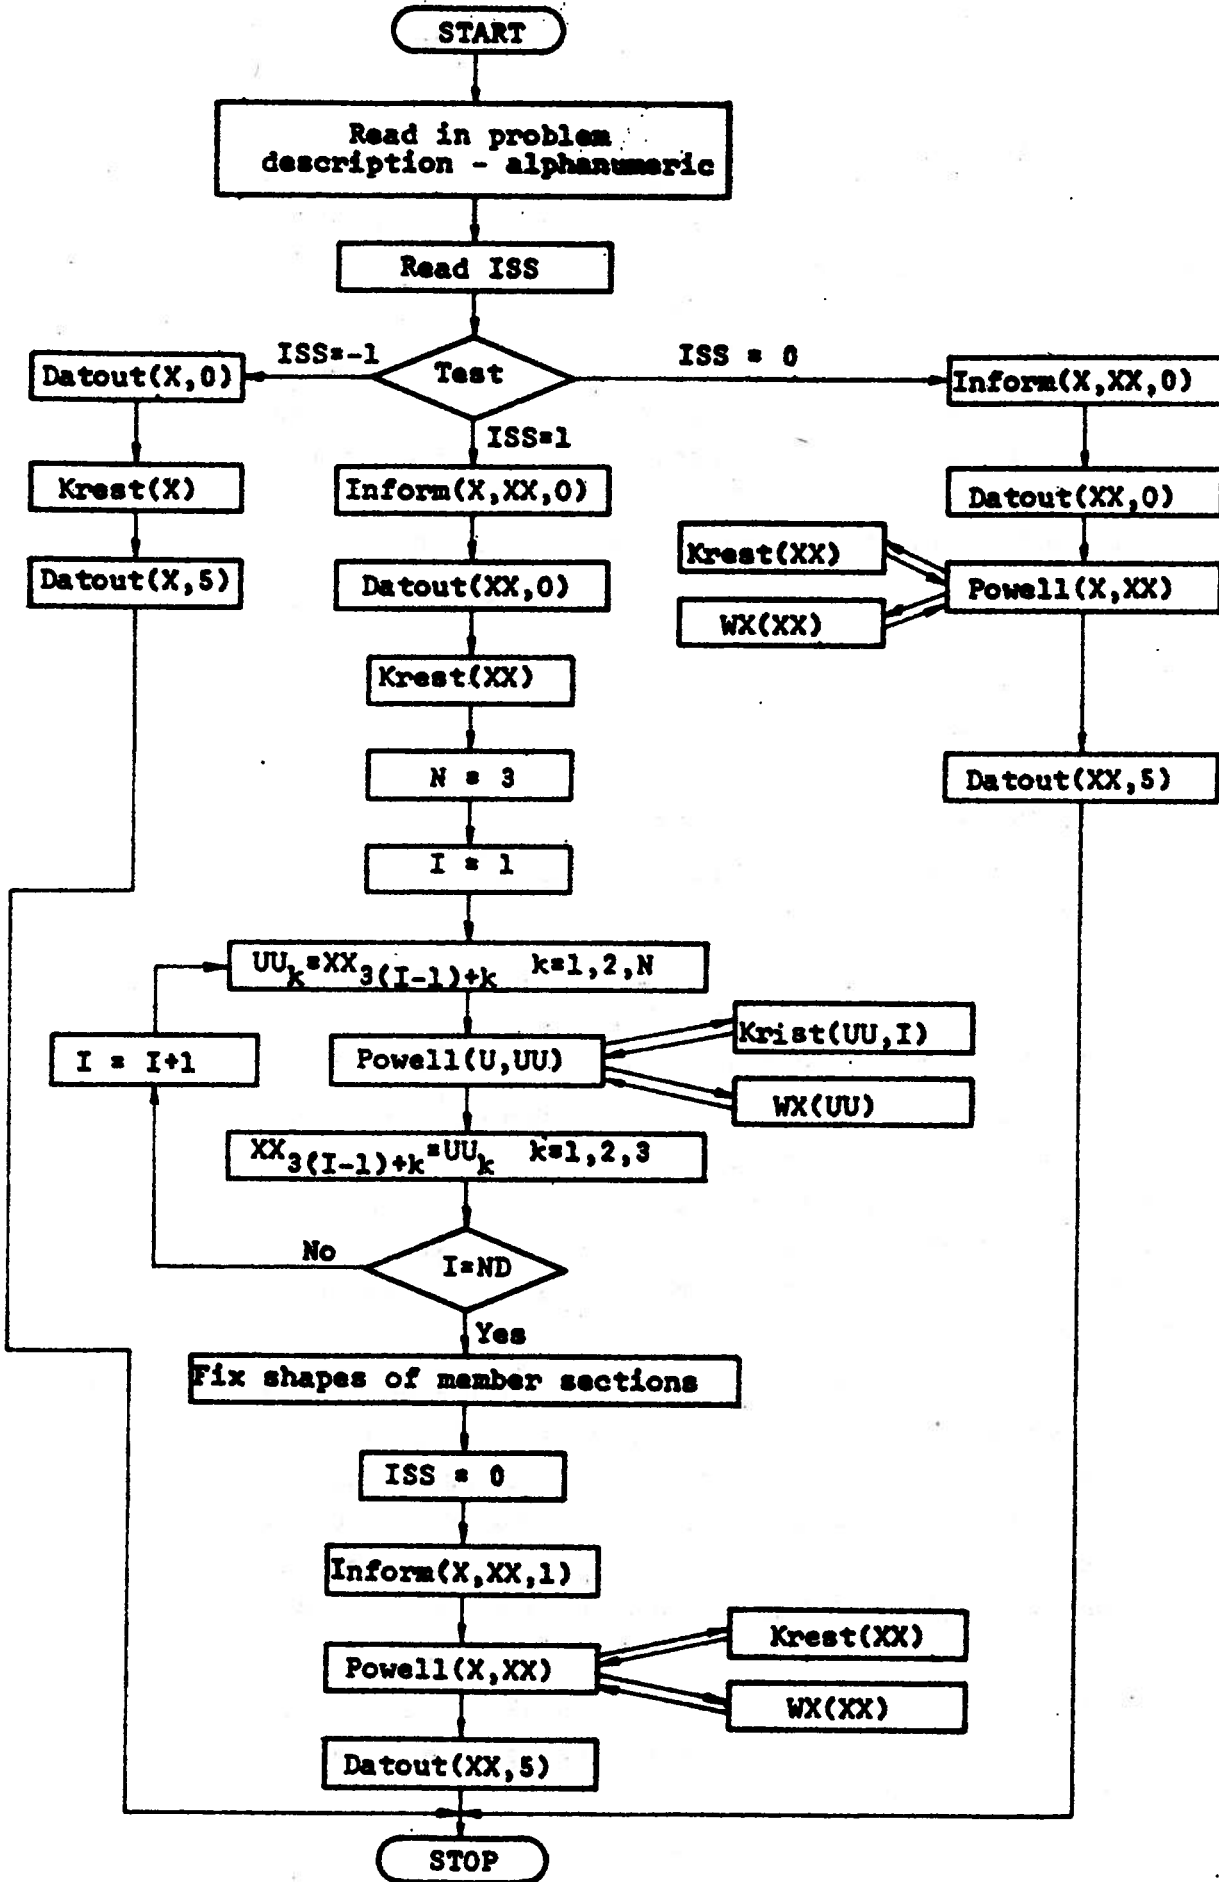 START
Read in problem
description - alphanumeric
Read ISS
Test
ISS=-1
ISS = 0
ISS=1
Datout(X,0)
Krest(X)
Datout(X,5)
Inform(X,XX,0)
Datout(XX,0)
Krest(XX)
N = 3
I = 1
UU_k=XX_3(I-1)+k k=1,2,N
Powell(U,UU)
Krist(UU,I)
WX(UU)
XX_3(I-1)+k=UU_k k=1,2,3
I = I+1
No
I=ND
Yes
Fix shapes of member sections
ISS = 0
Inform(X,XX,1)
Powell(X,XX)
Krest(XX)
WX(XX)
Datout(XX,5)
Inform(X,XX,0)
Datout(XX,0)
Krest(XX)
WX(XX)
Powell(X,XX)
Datout(XX,5)
STOP